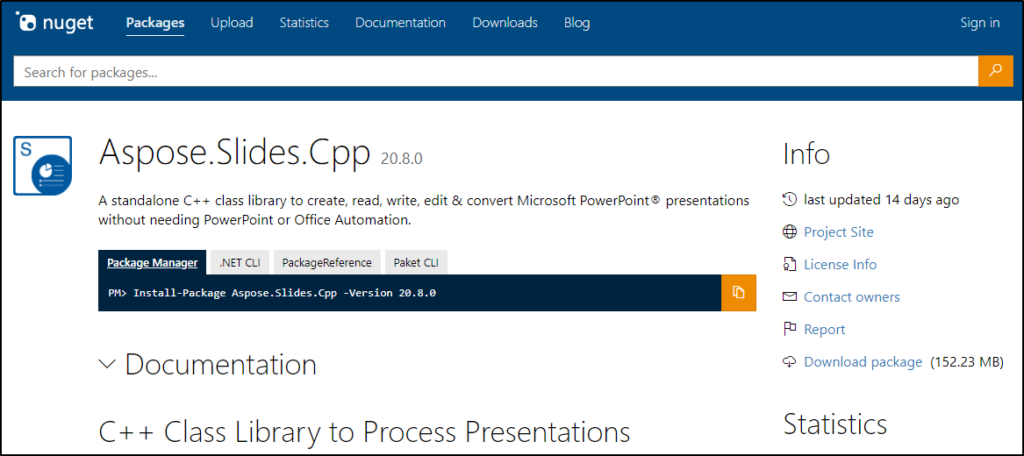 nuget
Packages Upload Statistics Documentation Downloads Blog Sign in
Search for packages...
S
Aspose.Slides.Cpp 20.8.0
A standalone C++ class library to create, read, write, edit & convert Microsoft PowerPoint® presentations
without needing PowerPoint or Office Automation.
Package Manager .NET CLI PackageReference Paket CLI
PM> Install-Package Aspose.Slides.Cpp -Version 20.8.0
Documentation
C++ Class Library to Process Presentations
Info
last updated 14 days ago
Project Site
License Info
Contact owners
Report
Download package (152.23 MB)
Statistics